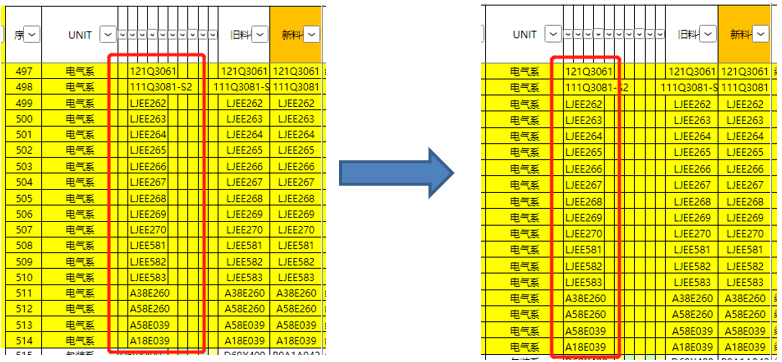 序 UNIT 旧料 新料
497 电气系 121Q3061 121Q3061 121Q3061
498 电气系 111Q3081-S2 111Q3081-S 111Q3081
499 电气系 LJEE262 LJEE262 LJEE262
500 电气系 LJEE263 LJEE263 LJEE263
501 电气系 LJEE264 LJEE264 LJEE264
502 电气系 LJEE265 LJEE265 LJEE265
503 电气系 LJEE266 LJEE266 LJEE266
504 电气系 LJEE267 LJEE267 LJEE267
505 电气系 LJEE268 LJEE268 LJEE268
506 电气系 LJEE269 LJEE269 LJEE269
507 电气系 LJEE270 LJEE270 LJEE270
508 电气系 LJEE581 LJEE581 LJEE581
509 电气系 LJEE582 LJEE582 LJEE582
510 电气系 LJEE583 LJEE583 LJEE583
511 电气系 A38E260 A38E260 A38E260
512 电气系 A58E260 A58E260 A58E260
513 电气系 A58E039 A58E039 A58E039
514 电气系 A18E039 A18E039 A18E039
UNIT 旧料 新料
电气系 121Q3061 121Q3061 121Q3061
电气系 111Q3081-S2 111Q3081-S 111Q3081
电气系 LJEE262 LJEE262 LJEE262
电气系 LJEE263 LJEE263 LJEE263
电气系 LJEE264 LJEE264 LJEE264
电气系 LJEE265 LJEE265 LJEE265
电气系 LJEE266 LJEE266 LJEE266
电气系 LJEE267 LJEE267 LJEE267
电气系 LJEE268 LJEE268 LJEE268
电气系 LJEE269 LJEE269 LJEE269
电气系 LJEE270 LJEE270 LJEE270
电气系 LJEE581 LJEE581 LJEE581
电气系 LJEE582 LJEE582 LJEE582
电气系 LJEE583 LJEE583 LJEE583
电气系 A38E260 A38E260 A38E260
电气系 A58E260 A58E260 A58E260
电气系 A58E039 A58E039 A58E039
电气系 A18E039 A18E039 A18E039